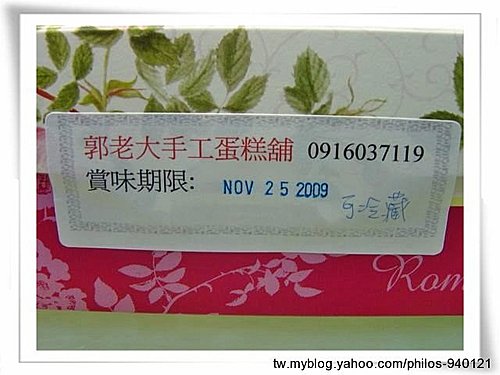 郭老大手工蛋糕舖 0916037119
賞味期限: NOV 25 2009
可冷藏
Rom
tw.myblog.yahoo.com/philos-940121